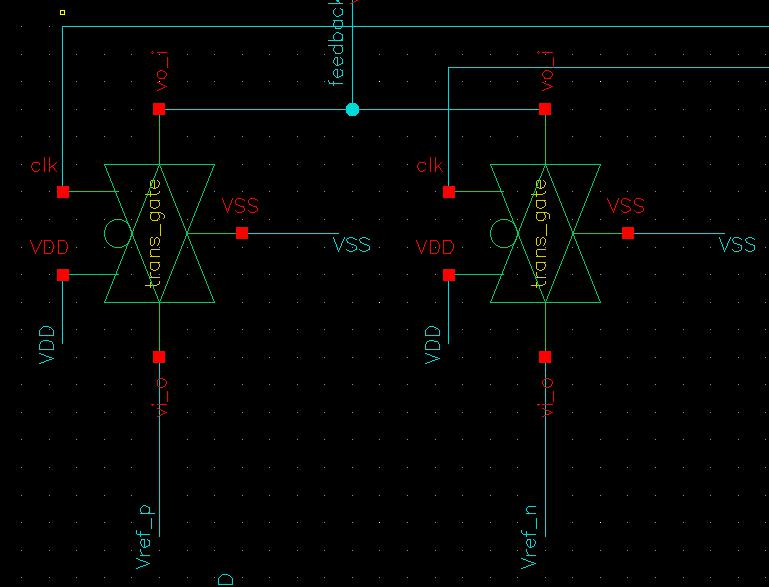 feedback
vo_i
vo_i
clk
clk
trans_gate
trans_gate
VSS
VSS
VDD
VDD
VSS
VSS
VDD
VDD
vi_o
vi_o
Vref_p
Vref_n
D